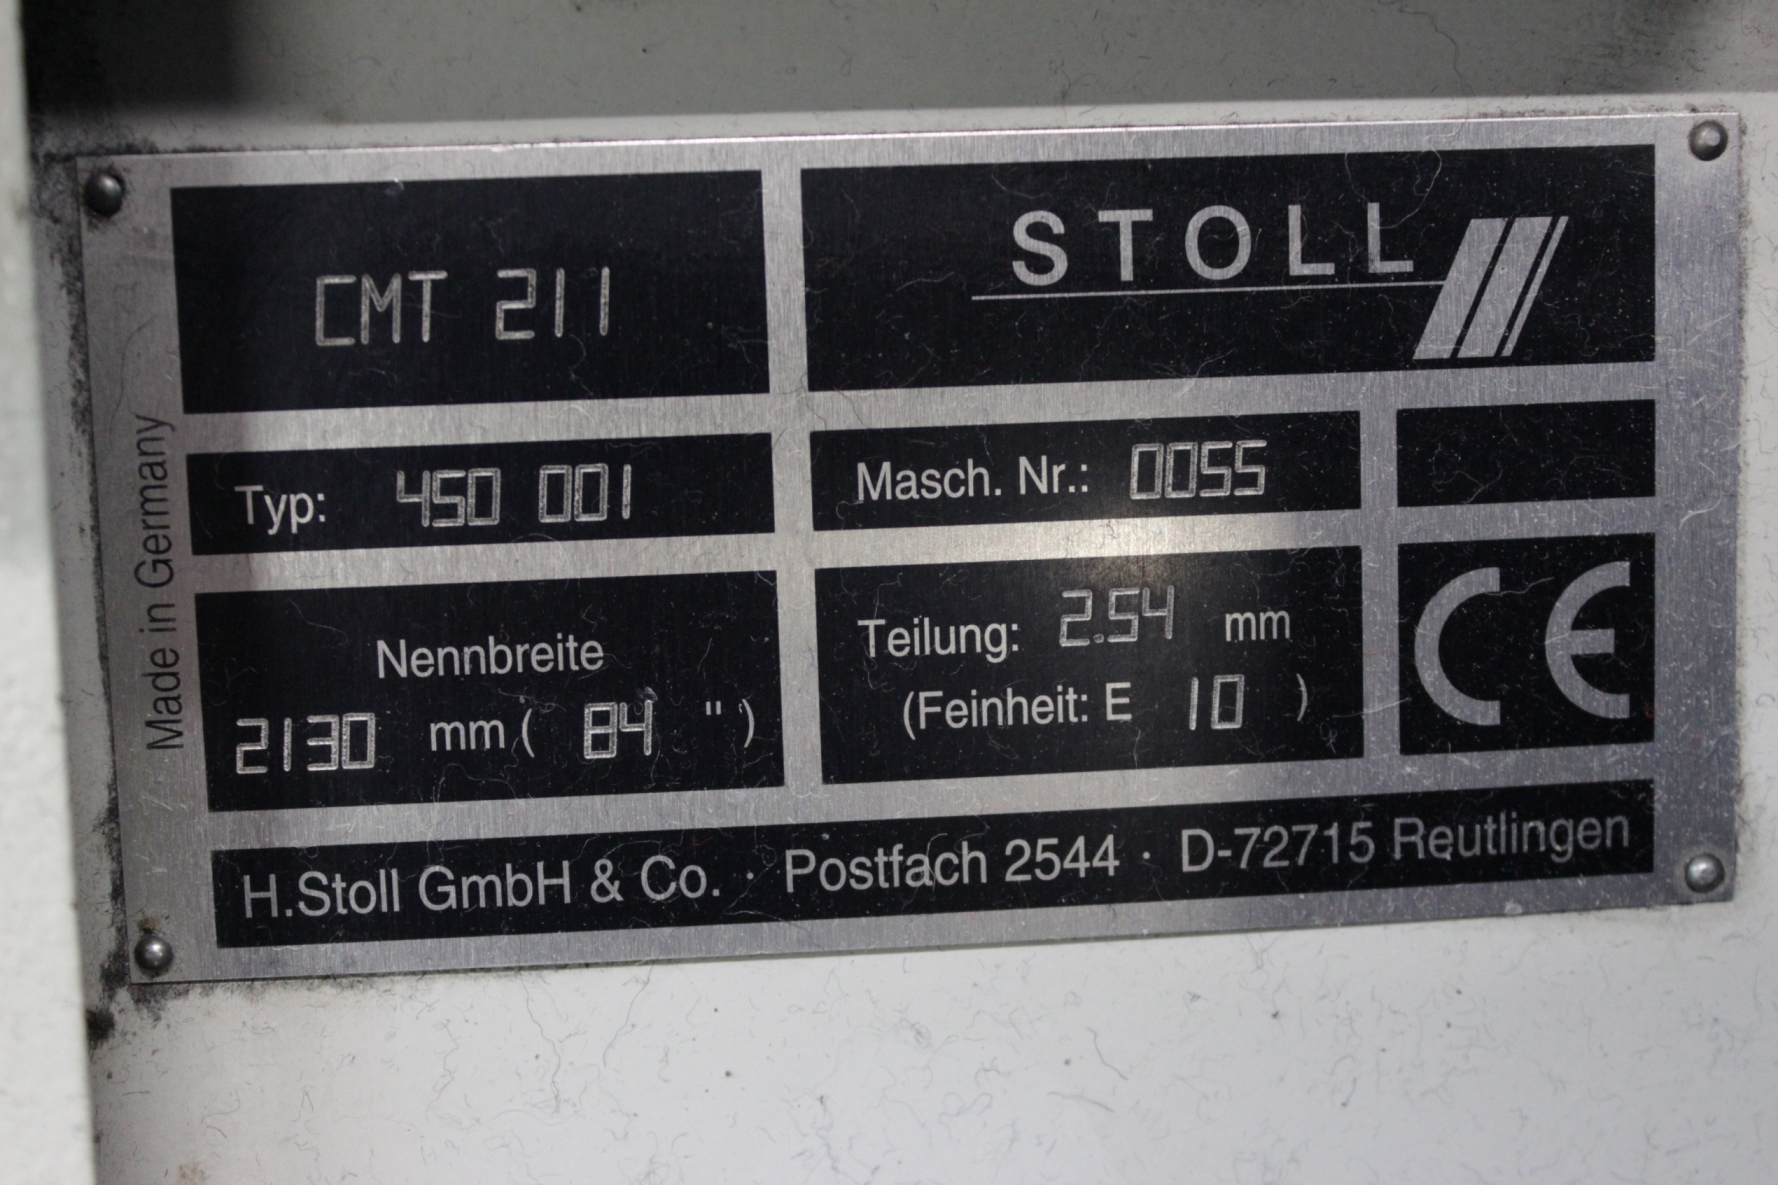 CMT 211
STOLL
Made in Germany
Typ: 450 001
Masch. Nr.: 0055
Nennbreite
2130 mm ( 84 " )
Teilung: 2.54 mm
(Feinheit: E 10 )
CE
H.Stoll GmbH & Co. · Postfach 2544 · D-72715 Reutlingen